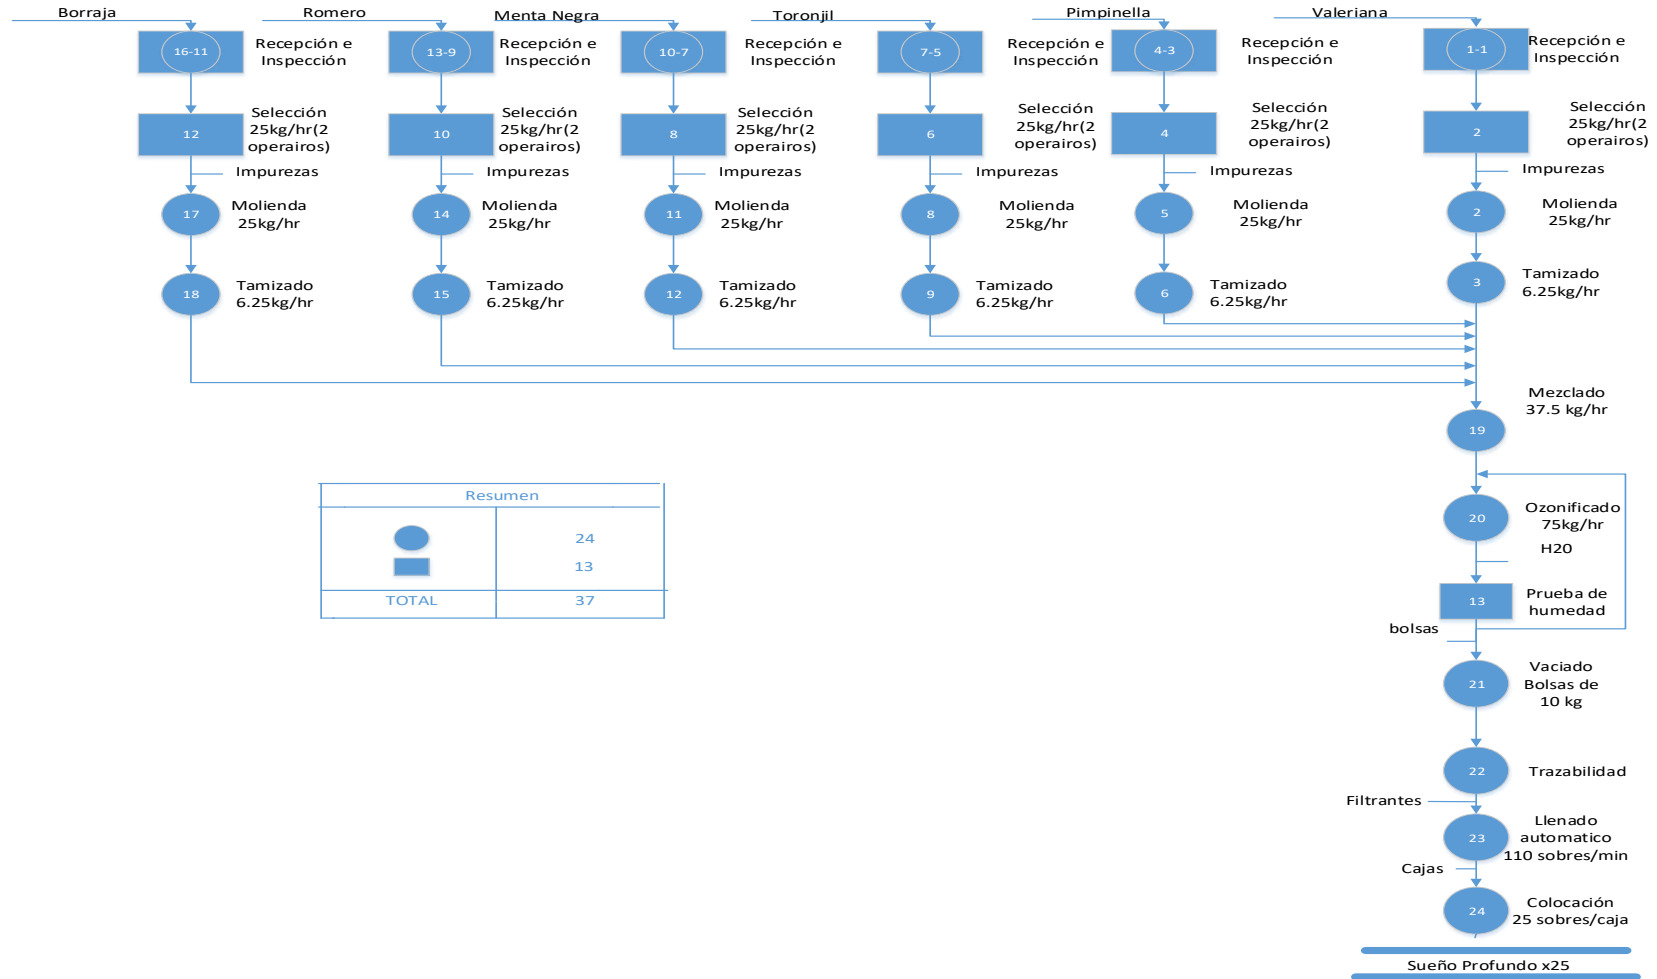 Borraja
Romero
Menta Negra
Toronjil
Pimpinella
Valeriana
16-11
Recepción e
Inspección
13-9
Recepción e
Inspección
10-7
Recepción e
Inspección
7-5
Recepción e
Inspección
4-3
Recepción e
Inspección
1-1
Recepción e
Inspección
12
Selección
25kg/hr(2
operairos)
10
Selección
25kg/hr(2
operairos)
8
Selección
25kg/hr(2
operairos)
6
Selección
25kg/hr(2
operairos)
4
Selección
25kg/hr(2
operairos)
2
Selección
25kg/hr(2
operairos)
Impurezas
Impurezas
Impurezas
Impurezas
Impurezas
Impurezas
17
Molienda
25kg/hr
14
Molienda
25kg/hr
11
Molienda
25kg/hr
8
Molienda
25kg/hr
5
Molienda
25kg/hr
2
Molienda
25kg/hr
18
Tamizado
6.25kg/hr
15
Tamizado
6.25kg/hr
12
Tamizado
6.25kg/hr
9
Tamizado
6.25kg/hr
6
Tamizado
6.25kg/hr
3
Tamizado
6.25kg/hr
Mezclado
37.5 kg/hr
19
20
Ozonificado
75kg/hr
H20
13
Prueba de
humedad
bolsas
21
Vaciado
Bolsas de
10 kg
22
Trazabilidad
Filtrantes
23
Llenado
automatico
110 sobres/min
Cajas
24
Colocación
25 sobres/caja
Sueño Profundo x25
Resumen
24
13
TOTAL 37